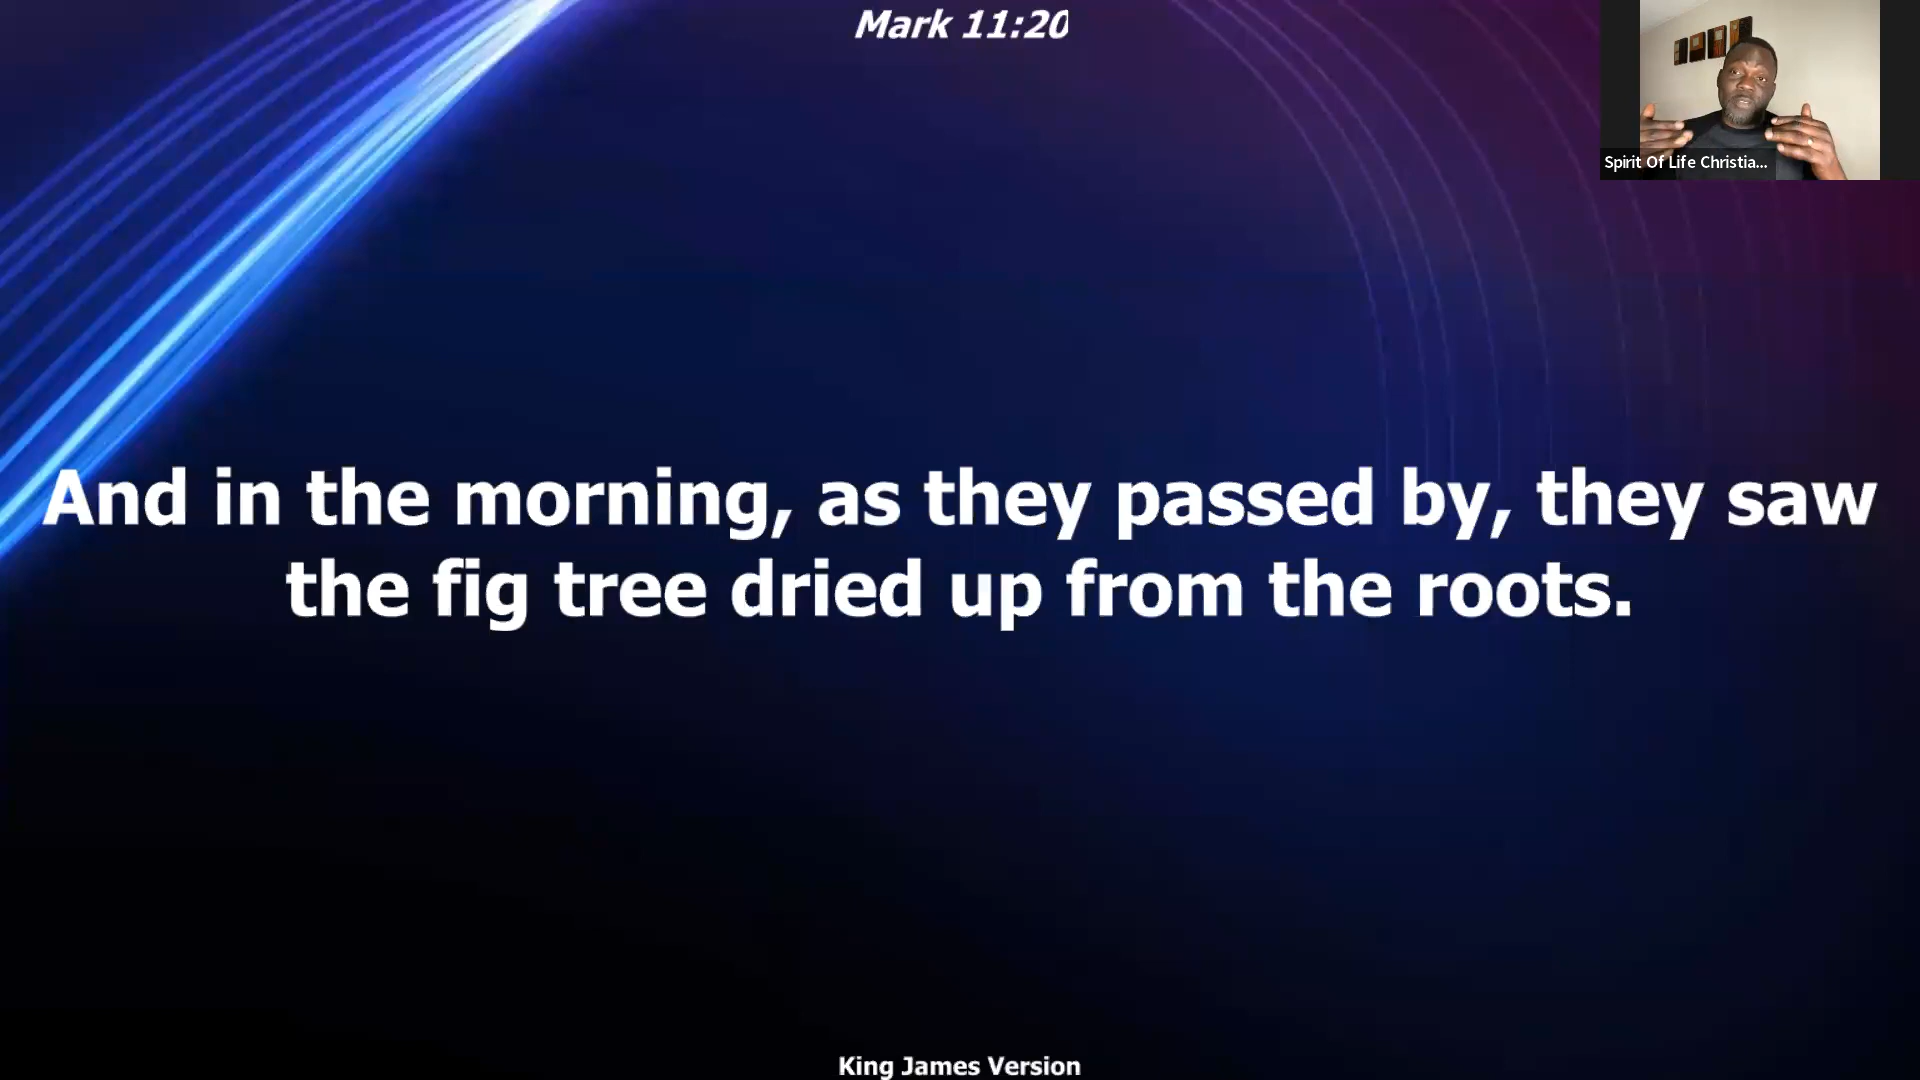 Mark 11:20
Spirit Of Life Christia...
And in the morning, as they passed by, they saw
the fig tree dried up from the roots.
King James Version